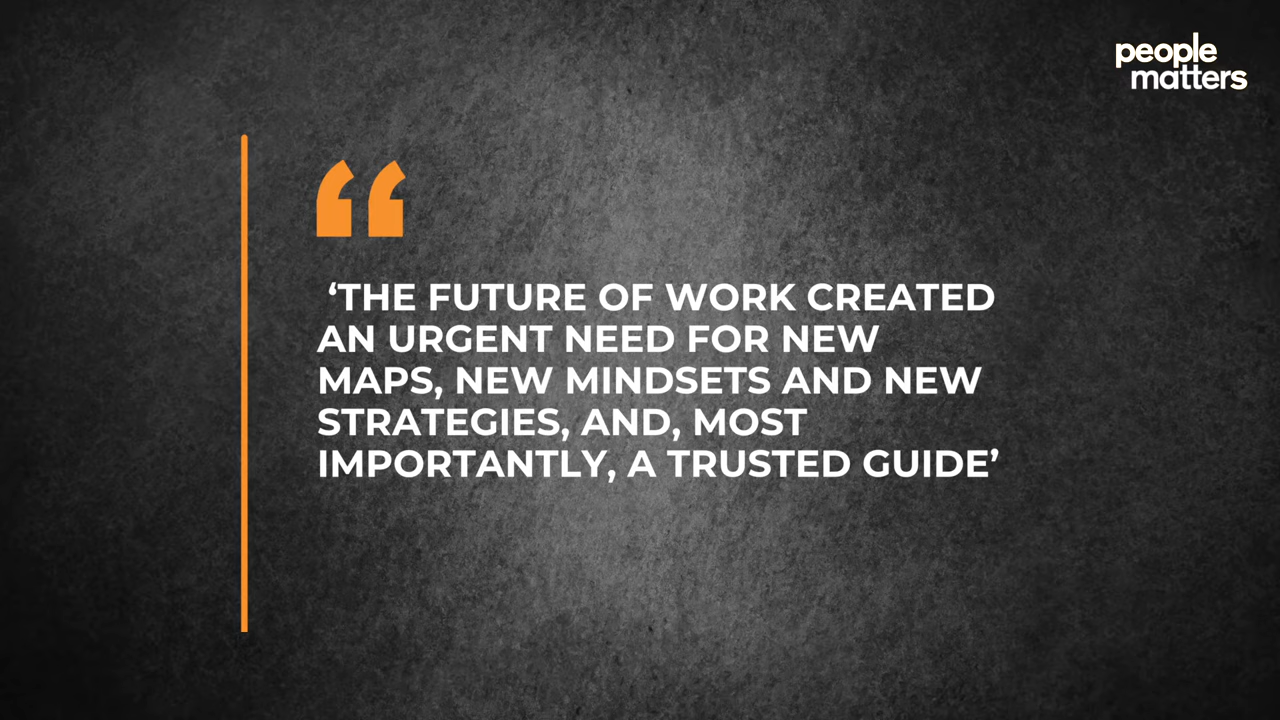 people
matters
“
‘THE FUTURE OF WORK CREATED
AN URGENT NEED FOR NEW
MAPS, NEW MINDSETS AND NEW
STRATEGIES, AND, MOST
IMPORTANTLY, A TRUSTED GUIDE’